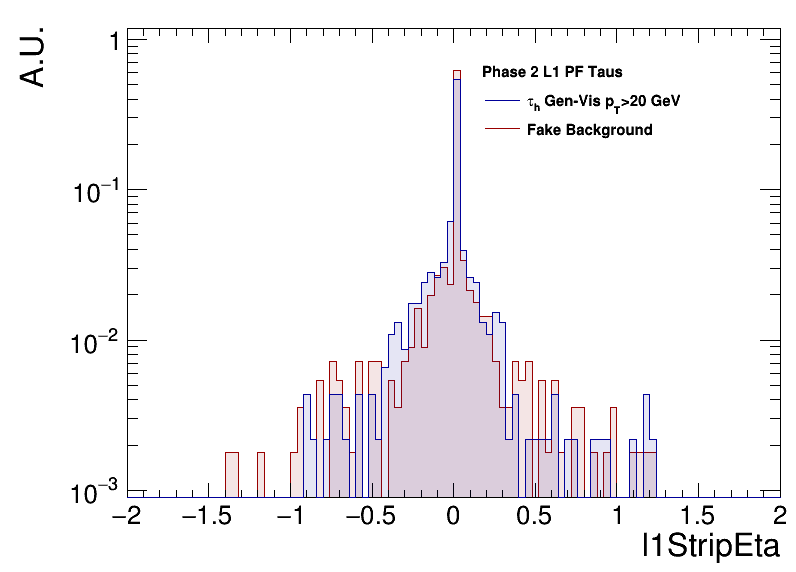 A.U.
1
10⁻¹
10⁻²
10⁻³
Phase 2 L1 PF Taus
τh Gen-Vis pT>20 GeV
Fake Background
−2 −1.5 −1 −0.5 0 0.5 1 1.5 2
l1StripEta